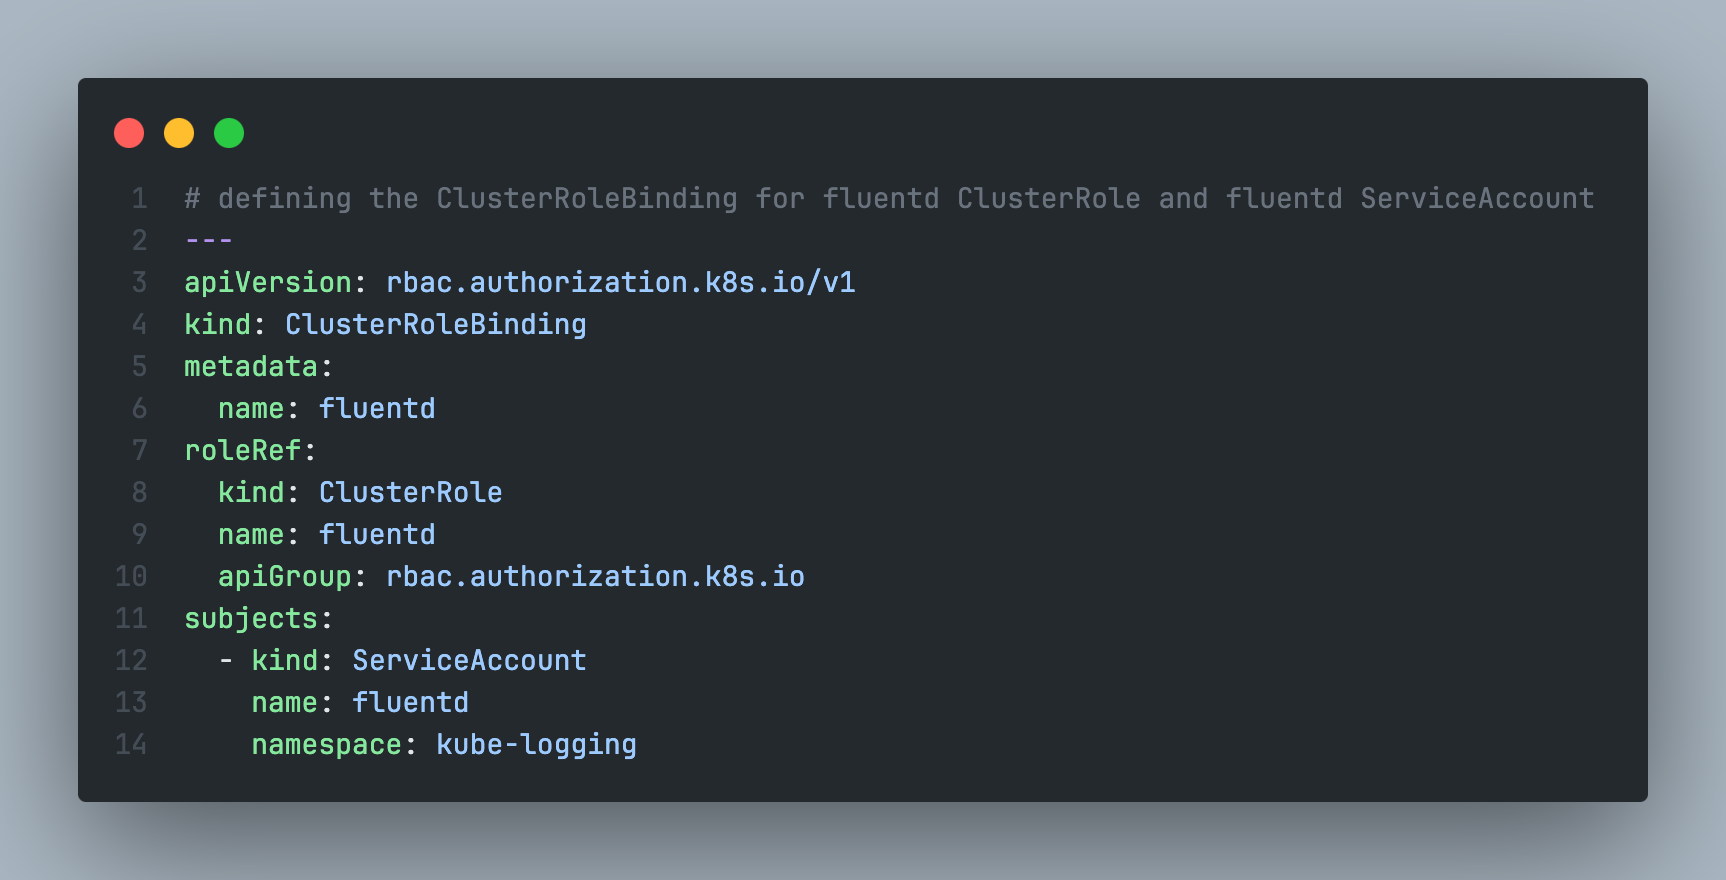 1 # defining the ClusterRoleBinding for fluentd ClusterRole and fluentd ServiceAccount
2 ---
3 apiVersion: rbac.authorization.k8s.io/v1
4 kind: ClusterRoleBinding
5 metadata:
6   name: fluentd
7 roleRef:
8   kind: ClusterRole
9   name: fluentd
10   apiGroup: rbac.authorization.k8s.io
11 subjects:
12   - kind: ServiceAccount
13     name: fluentd
14     namespace: kube-logging